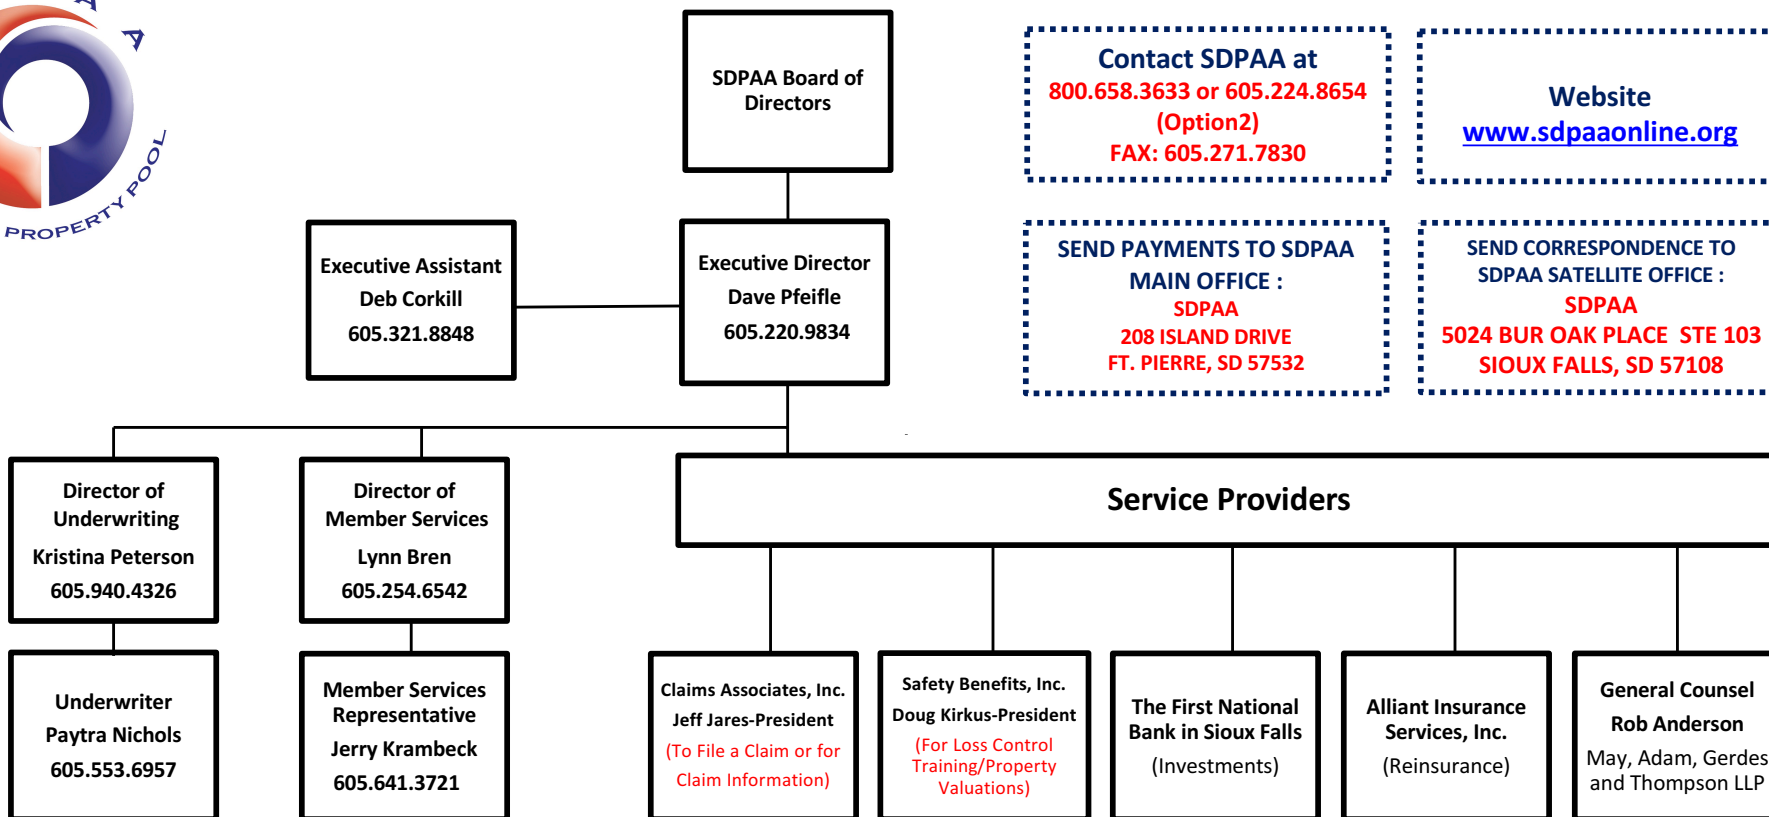 A
A
PROPERTY POOL
SDPAA Board of
Directors
Contact SDPAA at
800.658.3633 or 605.224.8654
(Option2)
FAX: 605.271.7830
Website
www.sdpaaonline.org
Executive Assistant
Deb Corkill
605.321.8848
Executive Director
Dave Pfeifle
605.220.9834
SEND PAYMENTS TO SDPAA
MAIN OFFICE :
SDPAA
208 ISLAND DRIVE
FT. PIERRE, SD 57532
SEND CORRESPONDENCE TO
SDPAA SATELLITE OFFICE :
SDPAA
5024 BUR OAK PLACE  STE 103
SIOUX FALLS, SD 57108
Director of
Underwriting
Kristina Peterson
605.940.4326
Director of
Member Services
Lynn Bren
605.254.6542
Service Providers
Underwriter
Paytra Nichols
605.553.6957
Member Services
Representative
Jerry Krambeck
605.641.3721
Claims Associates, Inc.
Jeff Jares-President
(To File a Claim or for
Claim Information)
Safety Benefits, Inc.
Doug Kirkus-President
(For Loss Control
Training/Property
Valuations)
The First National
Bank in Sioux Falls
(Investments)
Alliant Insurance
Services, Inc.
(Reinsurance)
General Counsel
Rob Anderson
May, Adam, Gerdes
and Thompson LLP